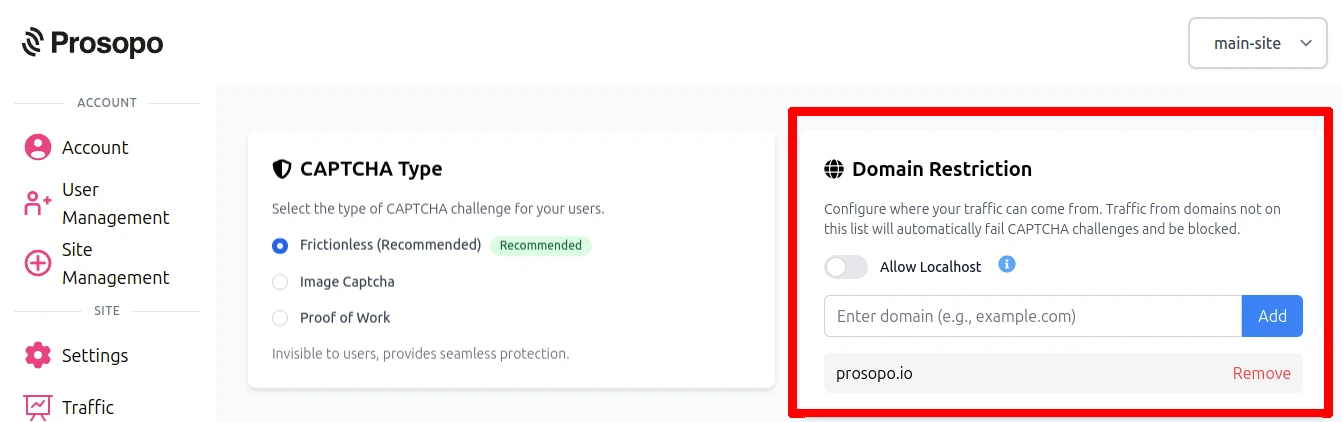 Prosopo
main-site
ACCOUNT
Account
User
Management
Site
Management
SITE
Settings
Traffic
CAPTCHA Type
Select the type of CAPTCHA challenge for your users.
Frictionless (Recommended) Recommended
Image Captcha
Proof of Work
Invisible to users, provides seamless protection.
Domain Restriction
Configure where your traffic can come from. Traffic from domains not on
this list will automatically fail CAPTCHA challenges and be blocked.
Allow Localhost
Enter domain (e.g., example.com) Add
prosopo.io Remove